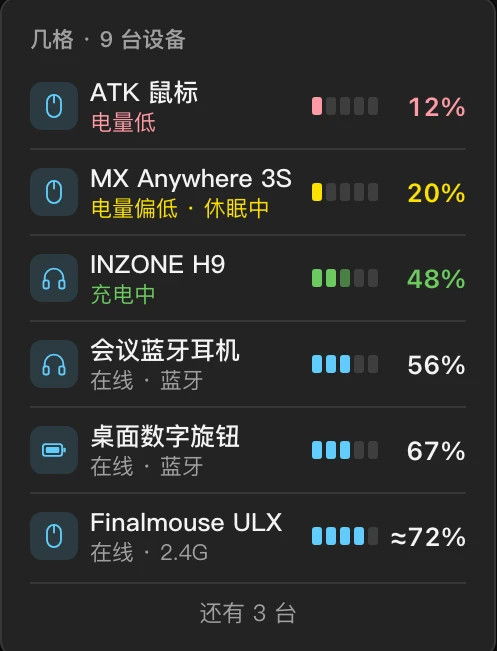 几格 · 9 台设备
ATK 鼠标
12%
电量低
MX Anywhere 3S
20%
电量偏低 · 休眠中
INZONE H9
48%
充电中
会议蓝牙耳机
56%
在线 · 蓝牙
桌面数字旋钮
67%
在线 · 蓝牙
Finalmouse ULX
≈72%
在线 · 2.4G
还有 3 台